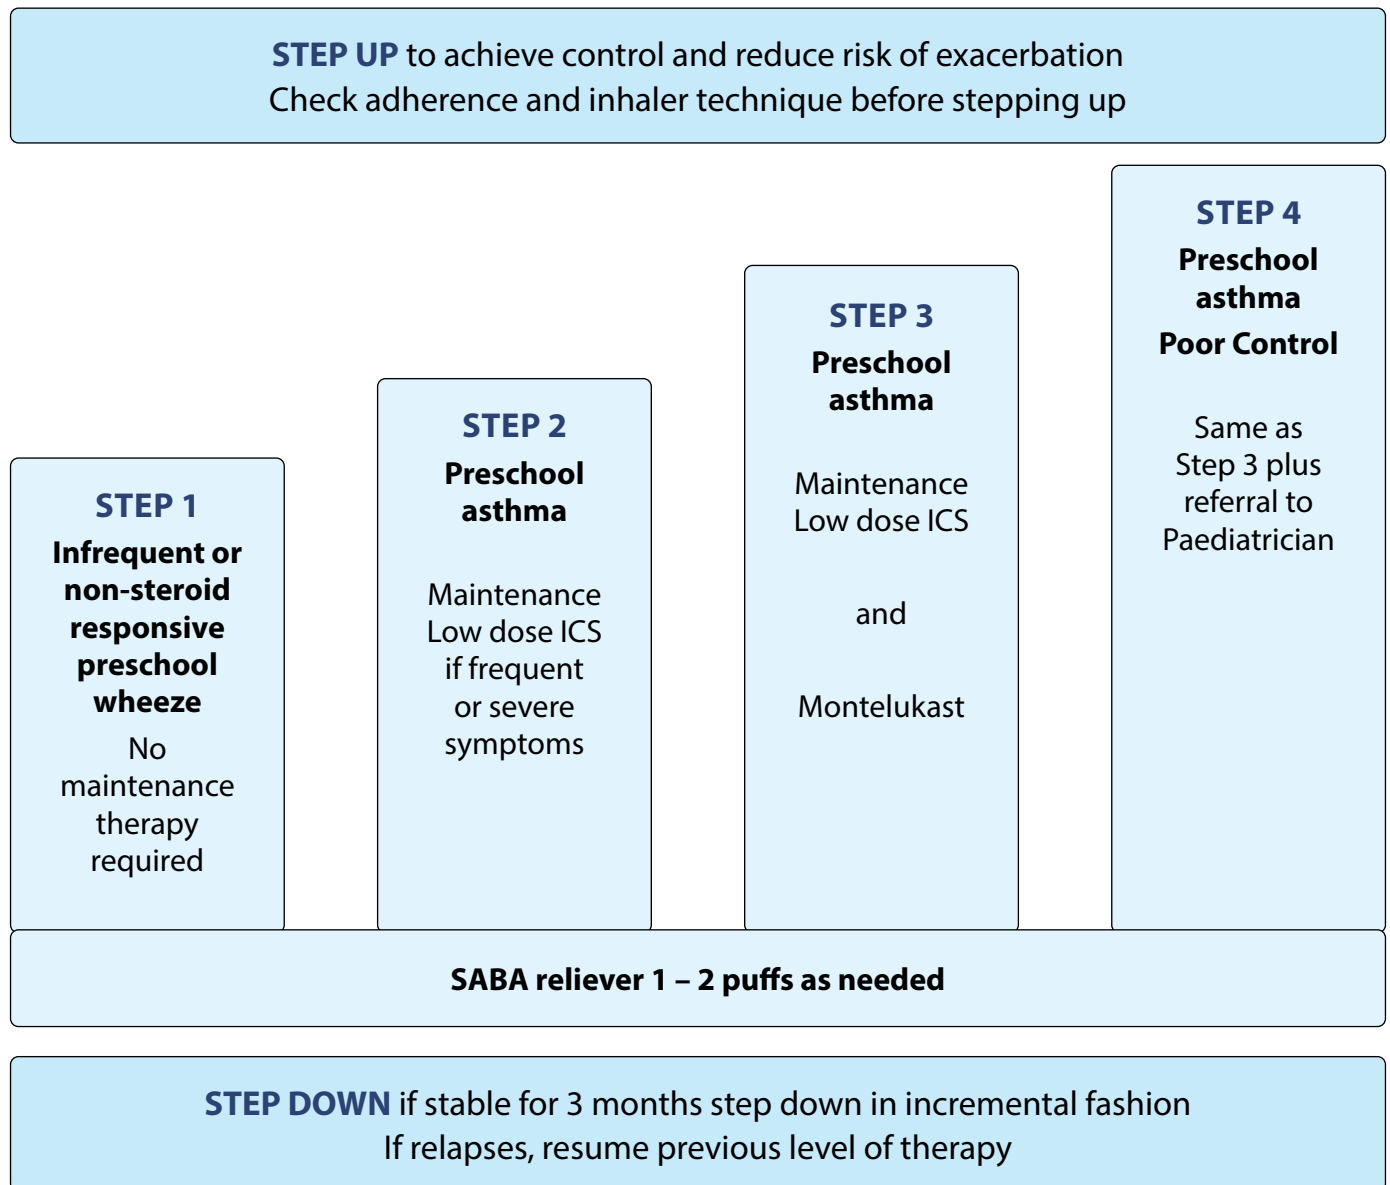 STEP UP to achieve control and reduce risk of exacerbation
Check adherence and inhaler technique before stepping up
STEP 1
Infrequent or
non-steroid
responsive
preschool
wheeze
No
maintenance
therapy
required
STEP 2
Preschool
asthma
Maintenance
Low dose ICS
if frequent
or severe
symptoms
STEP 3
Preschool
asthma
Maintenance
Low dose ICS
and
Montelukast
STEP 4
Preschool
asthma
Poor Control
Same as
Step 3 plus
referral to
Paediatrician
SABA reliever 1 – 2 puffs as needed
STEP DOWN if stable for 3 months step down in incremental fashion
If relapses, resume previous level of therapy